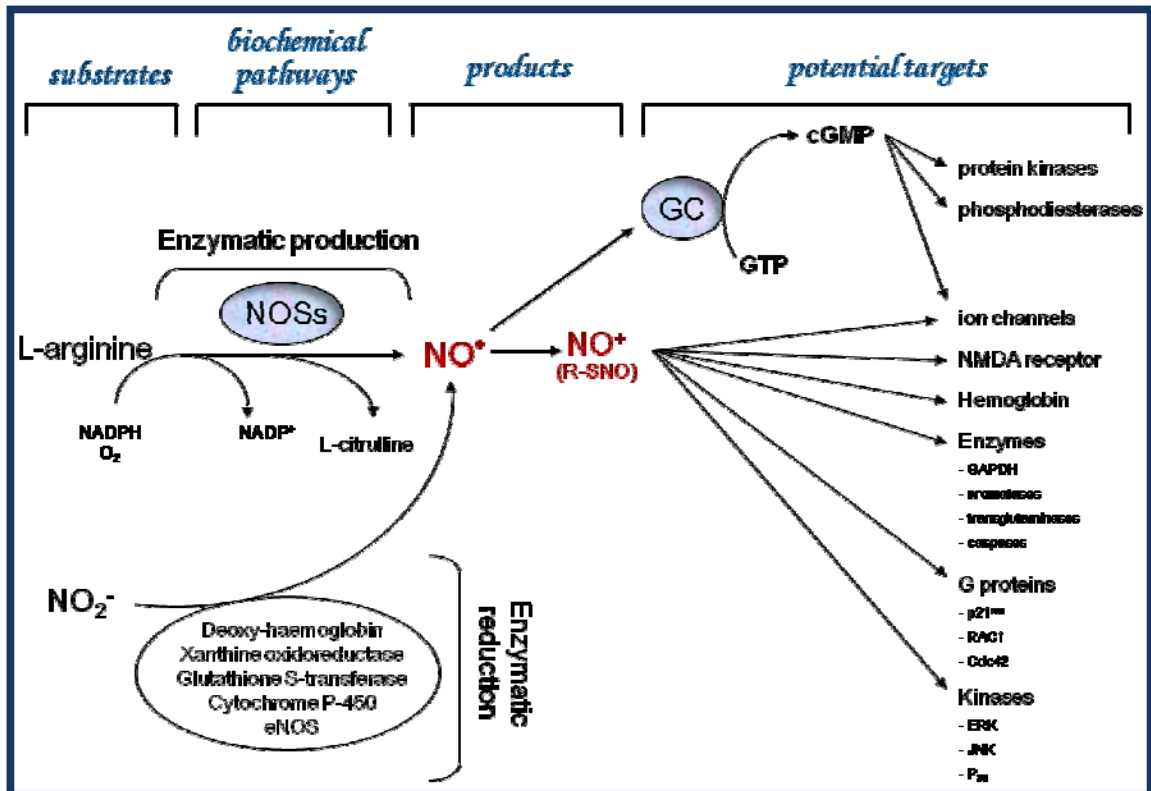 substrates
biochemical
pathways
products
potential targets
cGMP
protein kinases
phosphodiesterases
GC
GTP
Enzymatic production
NOSs
L-arginine
NO•
NO⁺
(R-SNO)
NADPH
O₂
NADP⁺
L-citrulline
ion channels
NMDA receptor
Hemoglobin
Enzymes
- GAPDH
- transglutaminases
- caspases
G proteins
- p21
- RAC1
- Cdc42
Kinases
- ERK
- JNK
- P
NO₂⁻
Deoxy-haemoglobin
Xanthine oxidoreductase
Glutathione S-transferase
Cytochrome P-450
eNOS
Enzymatic
reduction